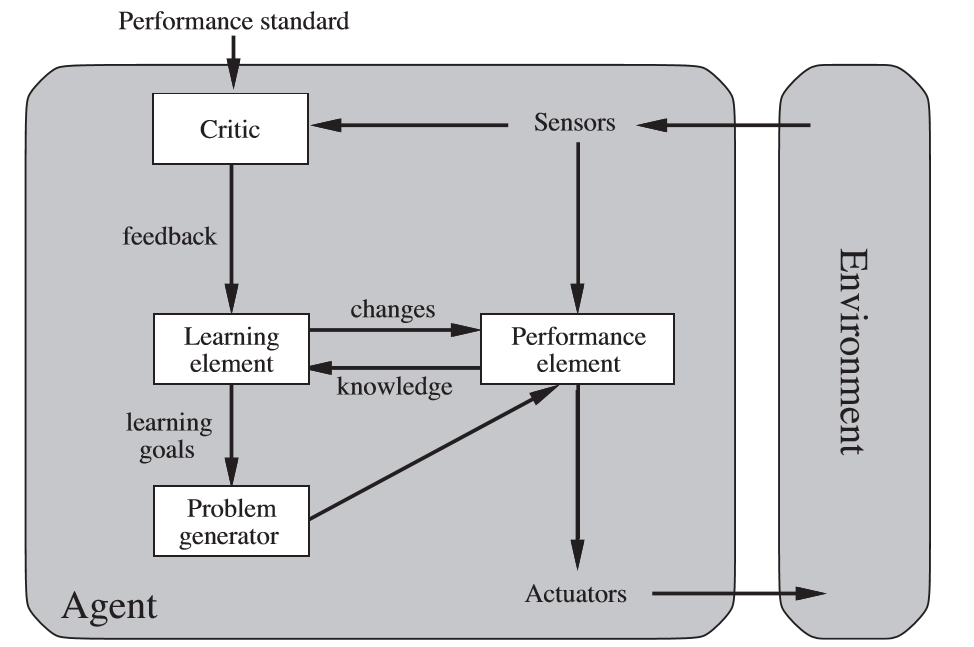 Performance standard
Critic
Sensors
feedback
changes
Learning
element
Performance
element
knowledge
learning
goals
Problem
generator
Agent
Actuators
Environment